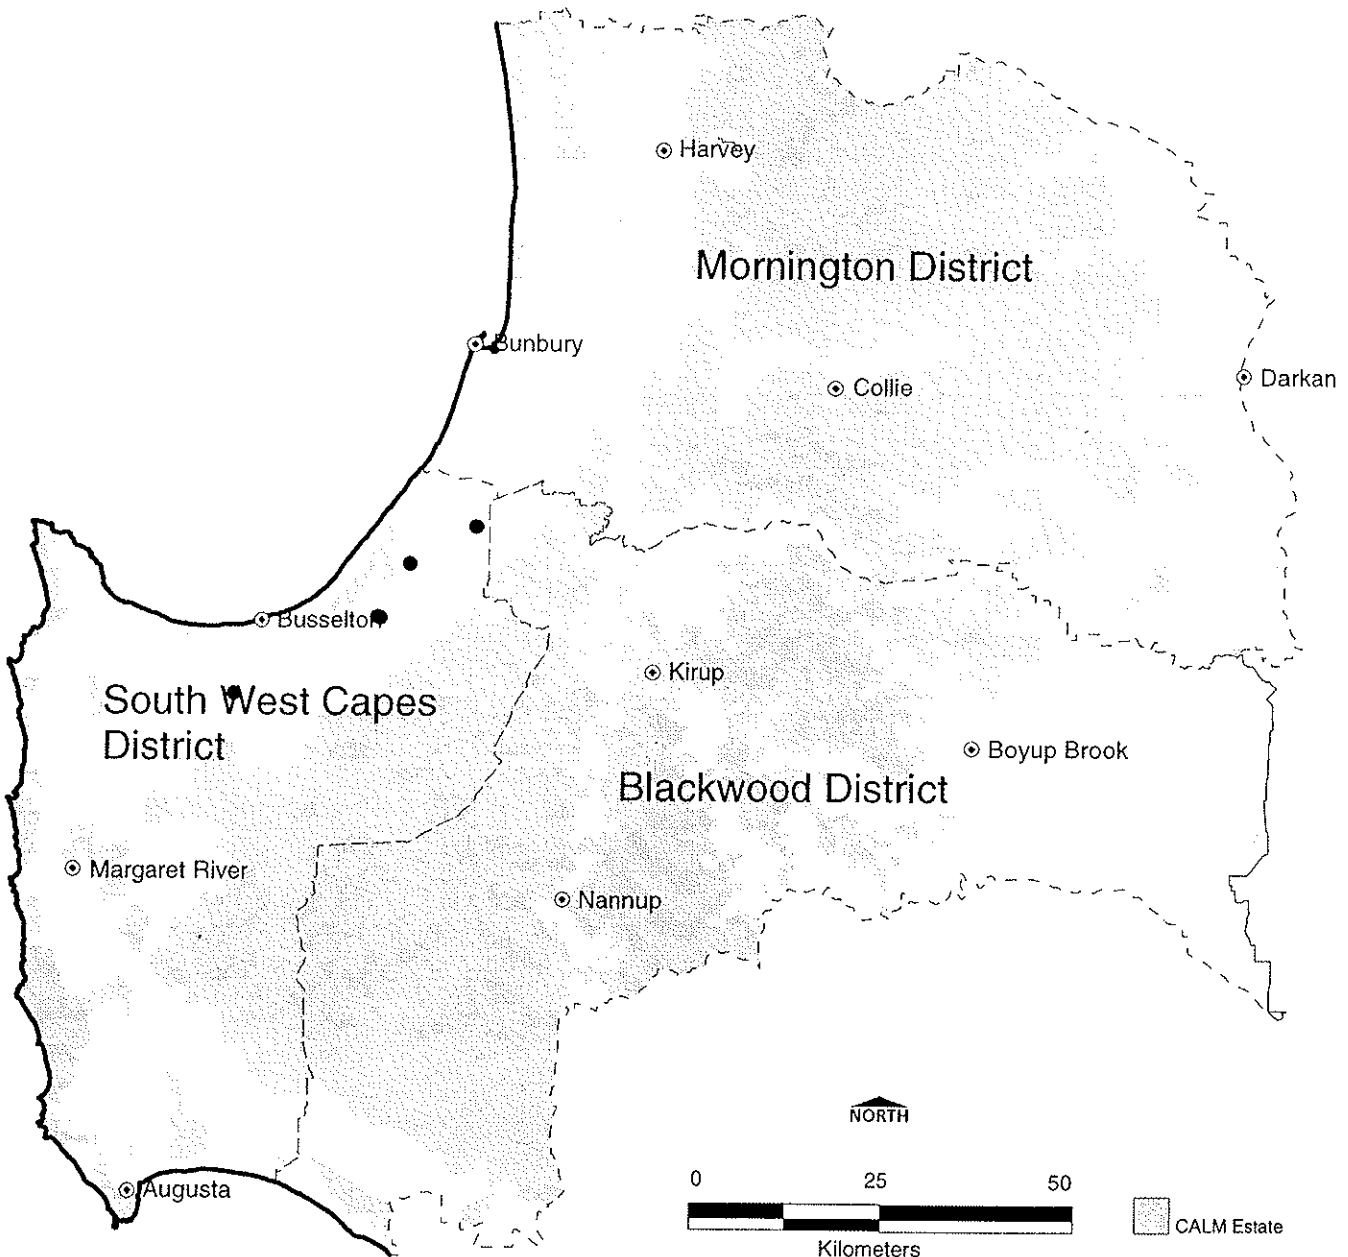 Harvey
Mornington District
Bunbury
Collie
Darkan
Busselton
Kirup
South West Capes
District
Boyup Brook
Blackwood District
Margaret River
Nannup
NORTH
0 25 50
Kilometers
Augusta
CALM Estate